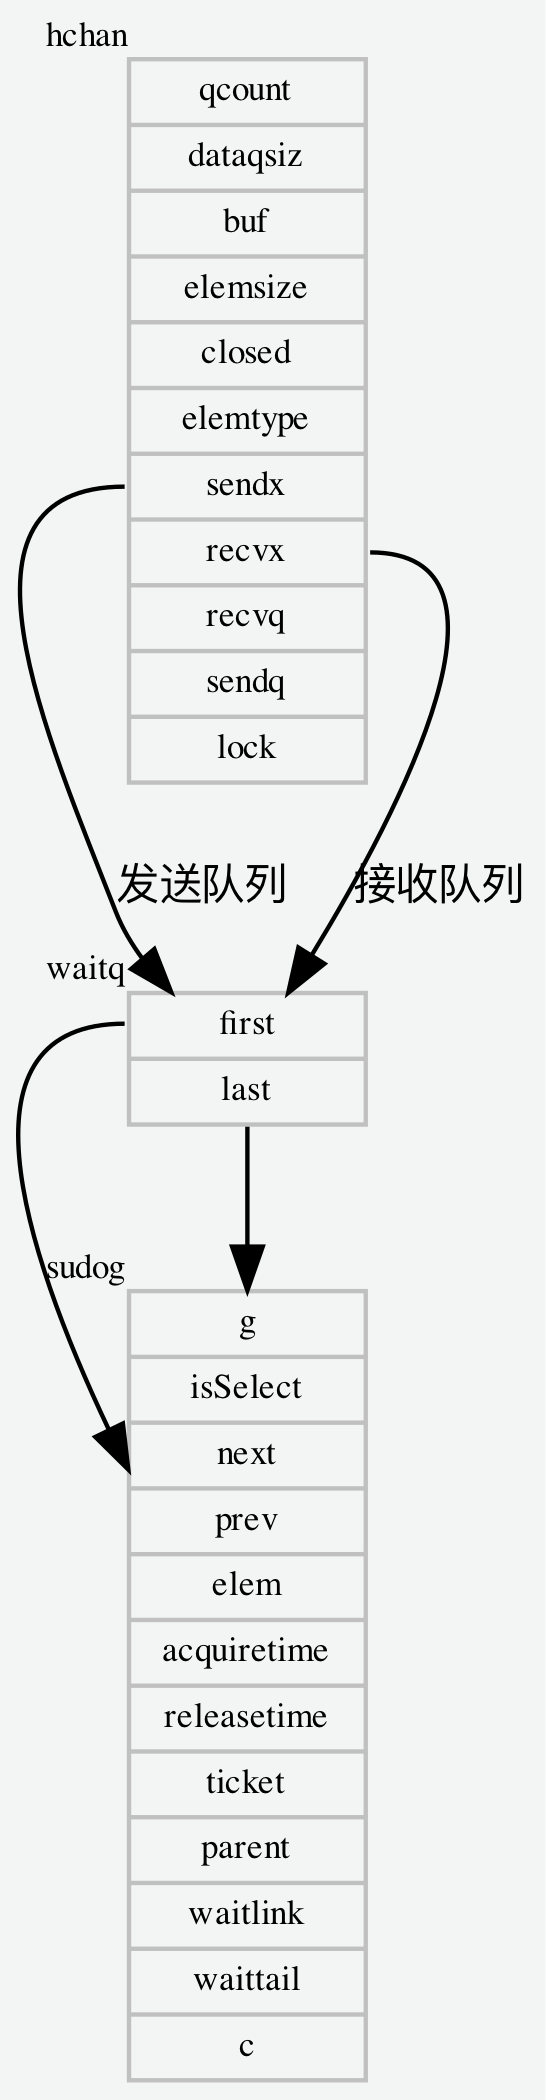 hchan
qcount
dataqsiz
buf
elemsize
closed
elemtype
sendx
recvx
recvq
sendq
lock
发送队列
接收队列
waitq
first
last
sudog
g
isSelect
next
prev
elem
acquiretime
releasetime
ticket
parent
waitlink
waittail
c